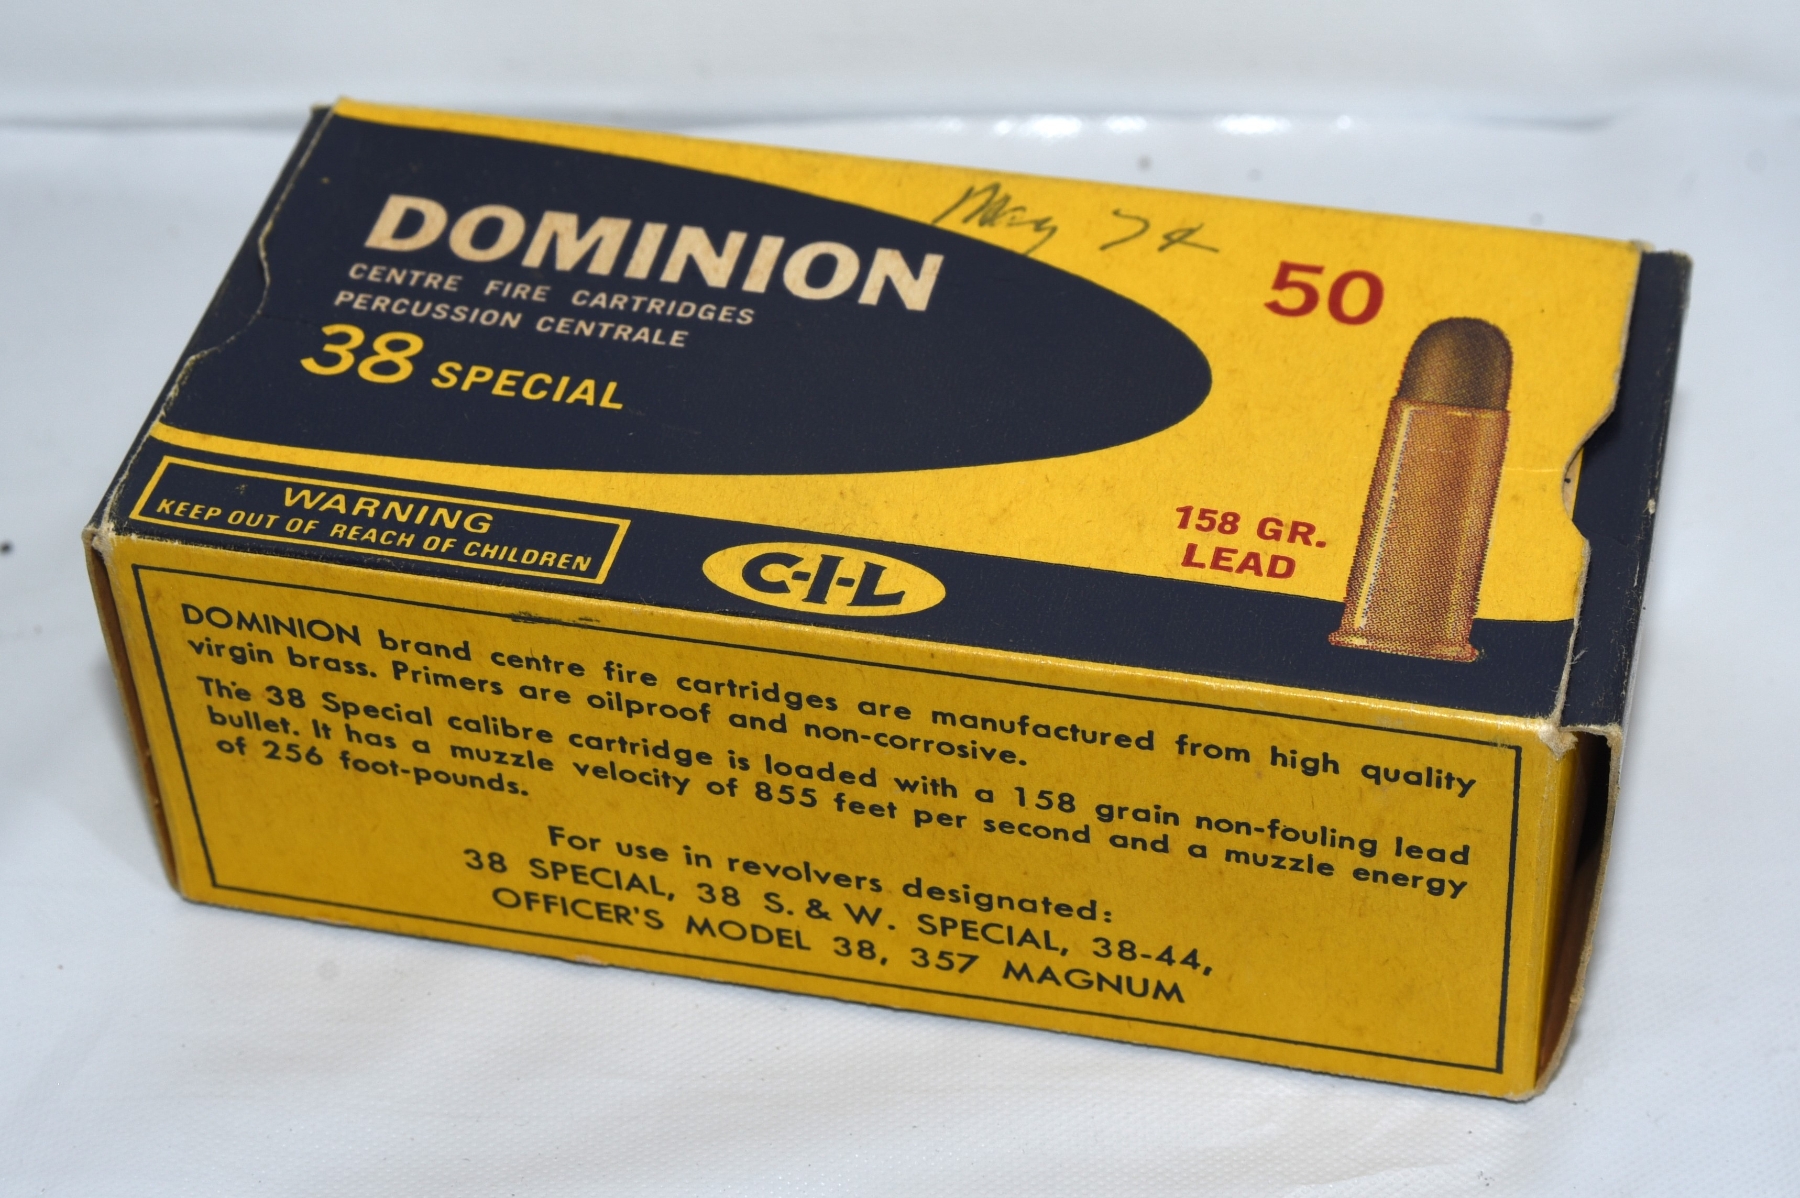 May 74
DOMINION
CENTRE FIRE CARTRIDGES
PERCUSSION CENTRALE
38 SPECIAL
50
158 GR.
LEAD
WARNING
KEEP OUT OF REACH OF CHILDREN
C-I-L
DOMINION brand centre fire cartridges are manufactured from high quality
virgin brass. Primers are oilproof and non-corrosive.
The 38 Special calibre cartridge is loaded with a 158 grain non-fouling lead
bullet. It has a muzzle velocity of 855 feet per second and a muzzle energy
of 256 foot-pounds.
For use in revolvers designated:
38 SPECIAL, 38 S. & W. SPECIAL, 38-44,
OFFICER'S MODEL 38, 357 MAGNUM